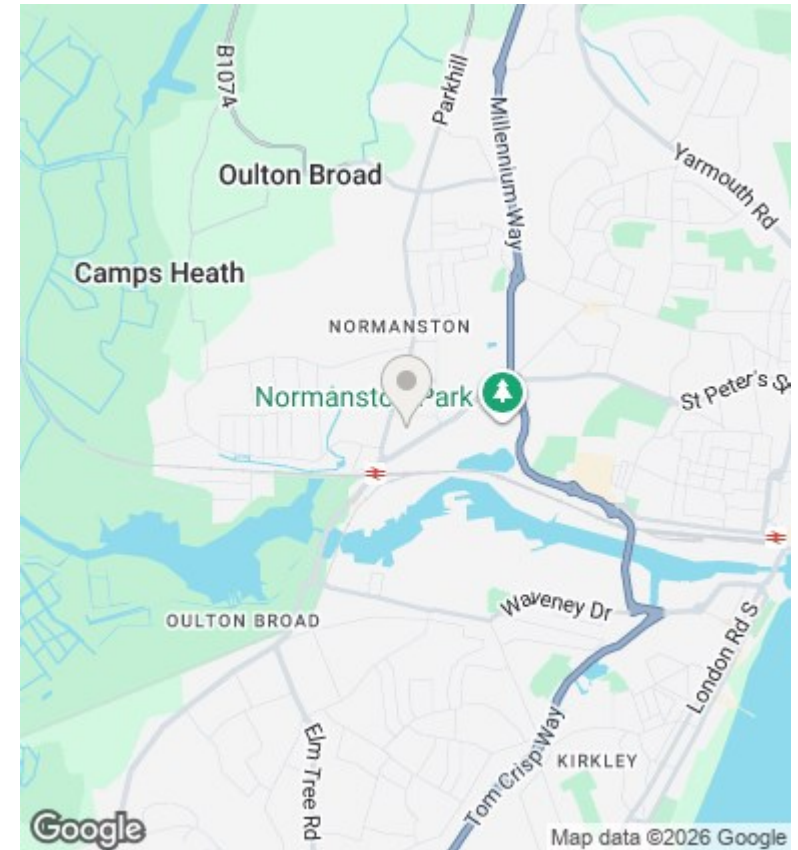 B1074
Parkhill
Millennium Way
Yarmouth Rd
Oulton Broad
Camps Heath
NORMANSTON
Normanston Park
St Peter's St
OULTON BROAD
Waveney Dr
London Rd S
Elm Tree Rd
Tom Crisp Way
KIRKLEY
Google
Map data ©2026 Google